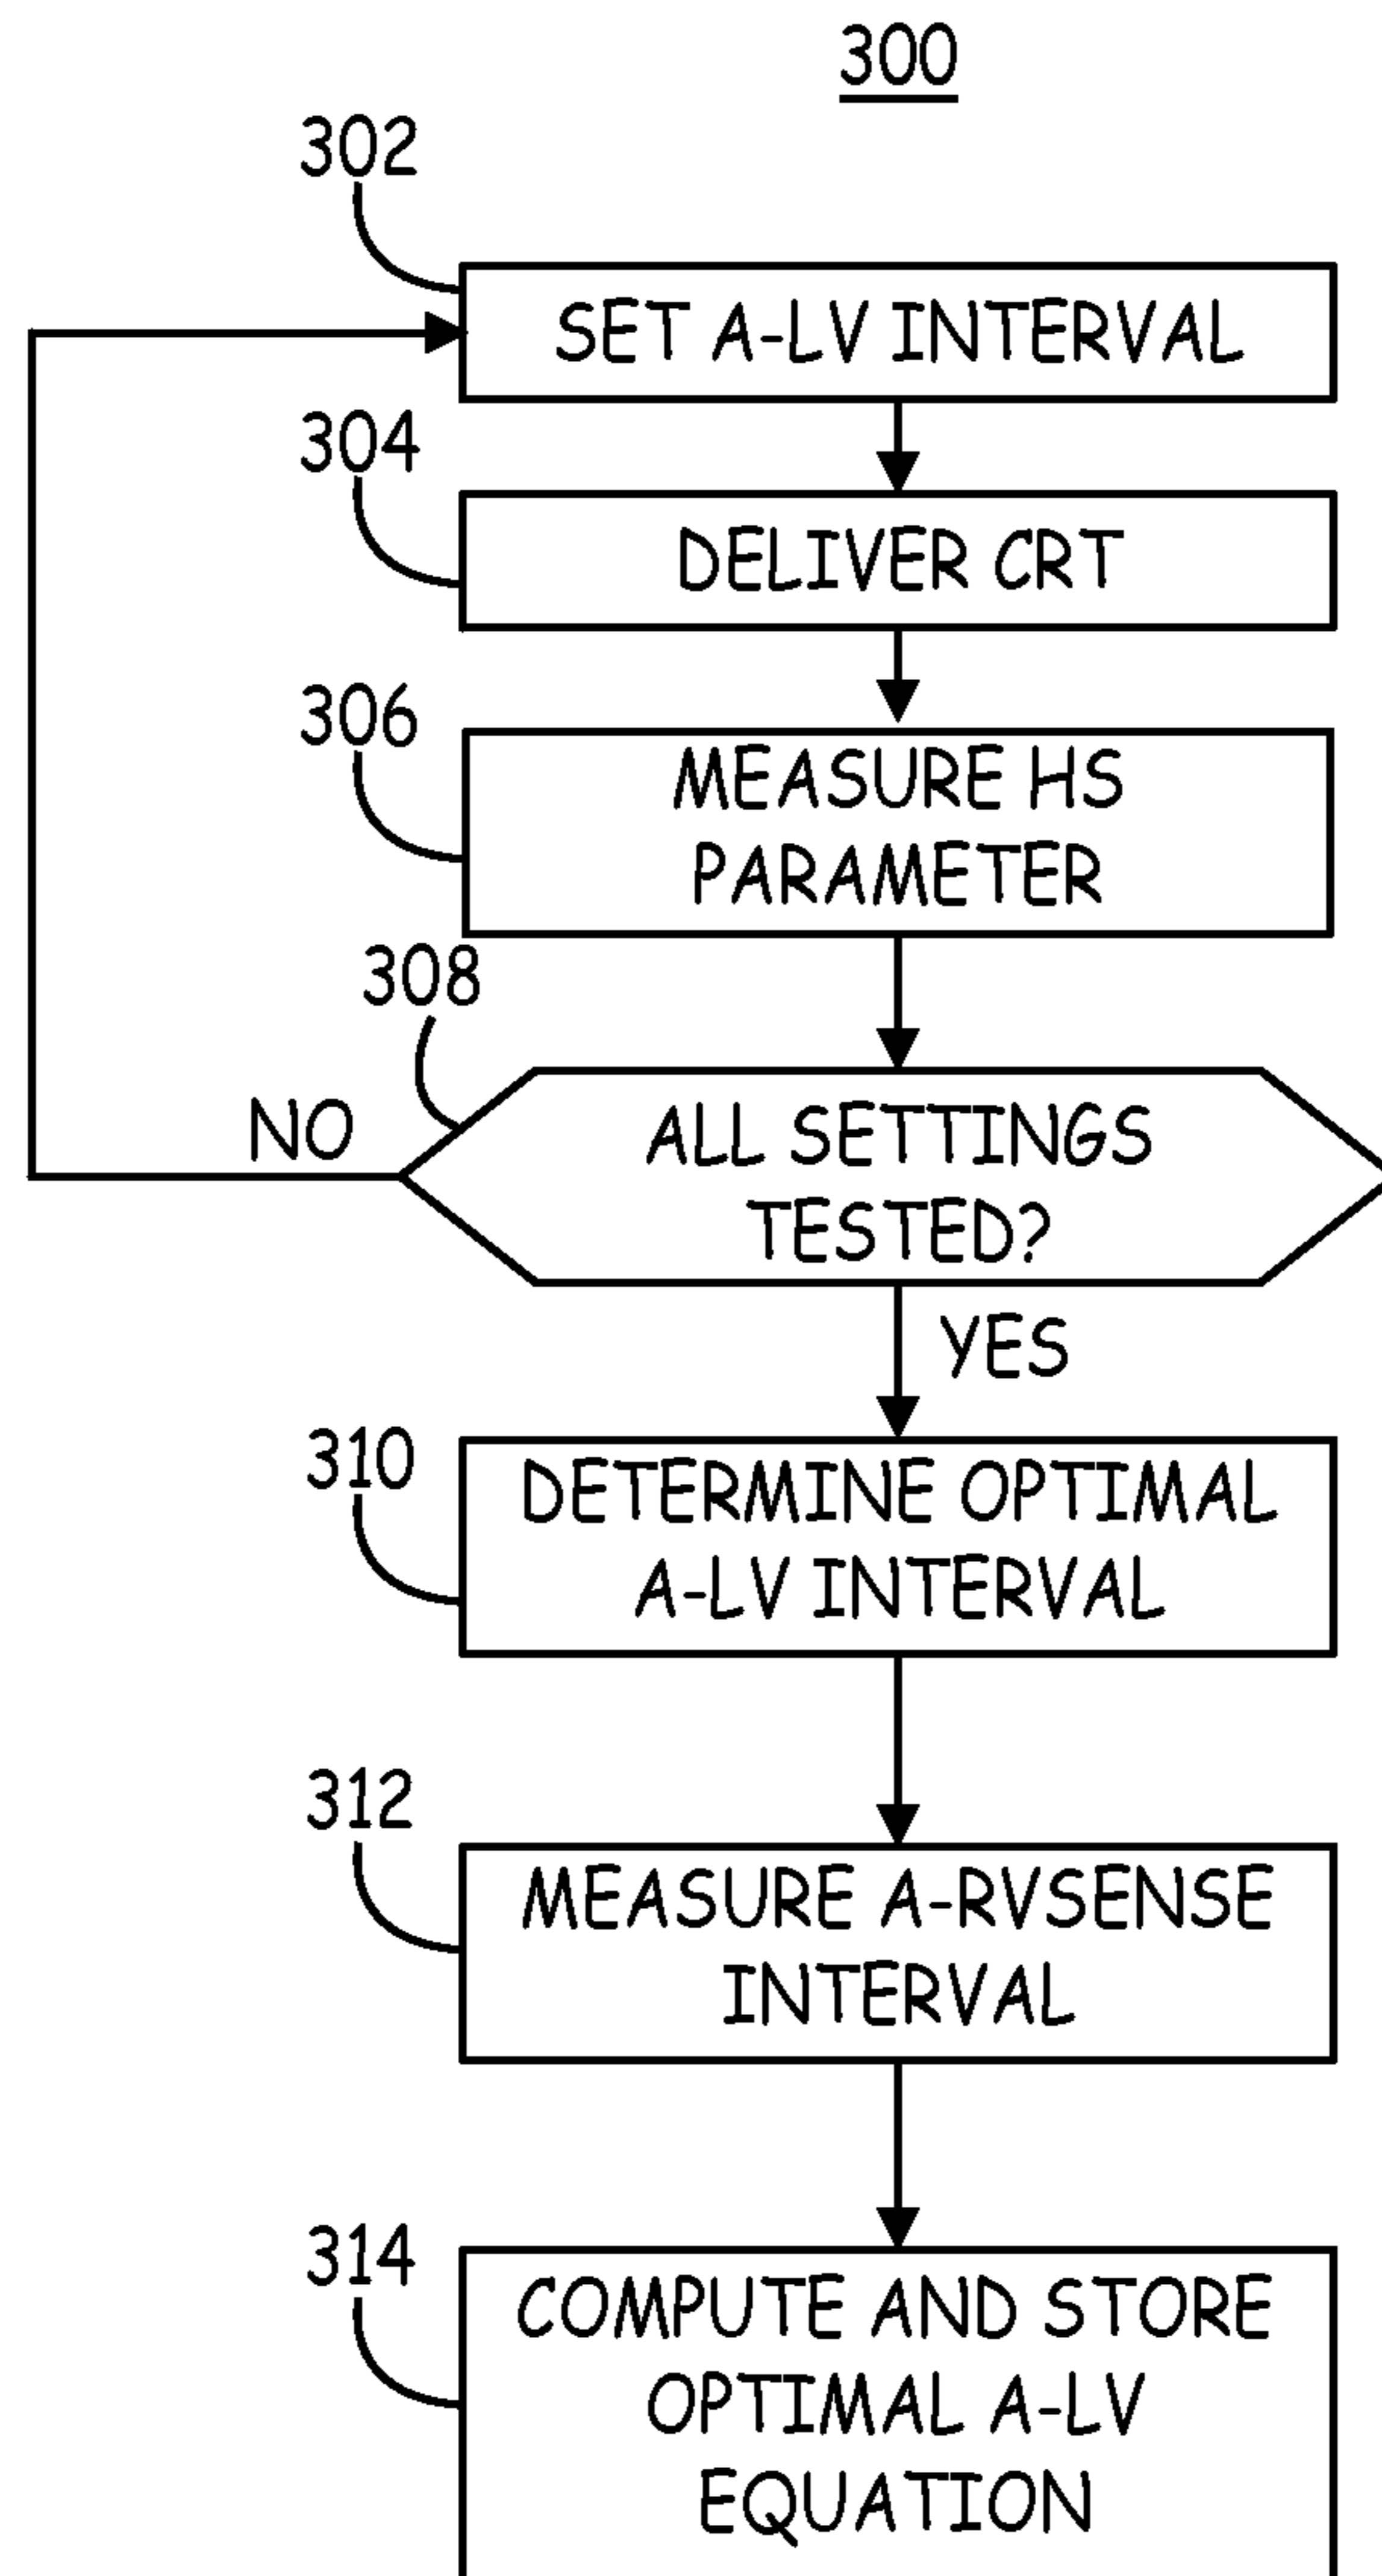 300
302
SET A-LV INTERVAL
304
DELIVER CRT
306
MEASURE HS
PARAMETER
308
NO
ALL SETTINGS
TESTED?
YES
310
DETERMINE OPTIMAL
A-LV INTERVAL
312
MEASURE A-RVSENSE
INTERVAL
314
COMPUTE AND STORE
OPTIMAL A-LV
EQUATION